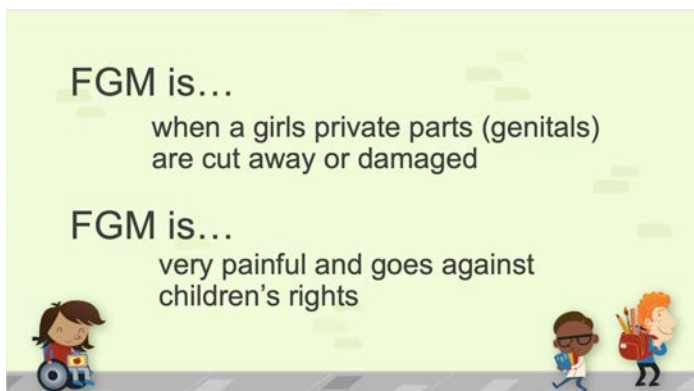 FGM is…
when a girls private parts (genitals)
are cut away or damaged
FGM is…
very painful and goes against
children’s rights